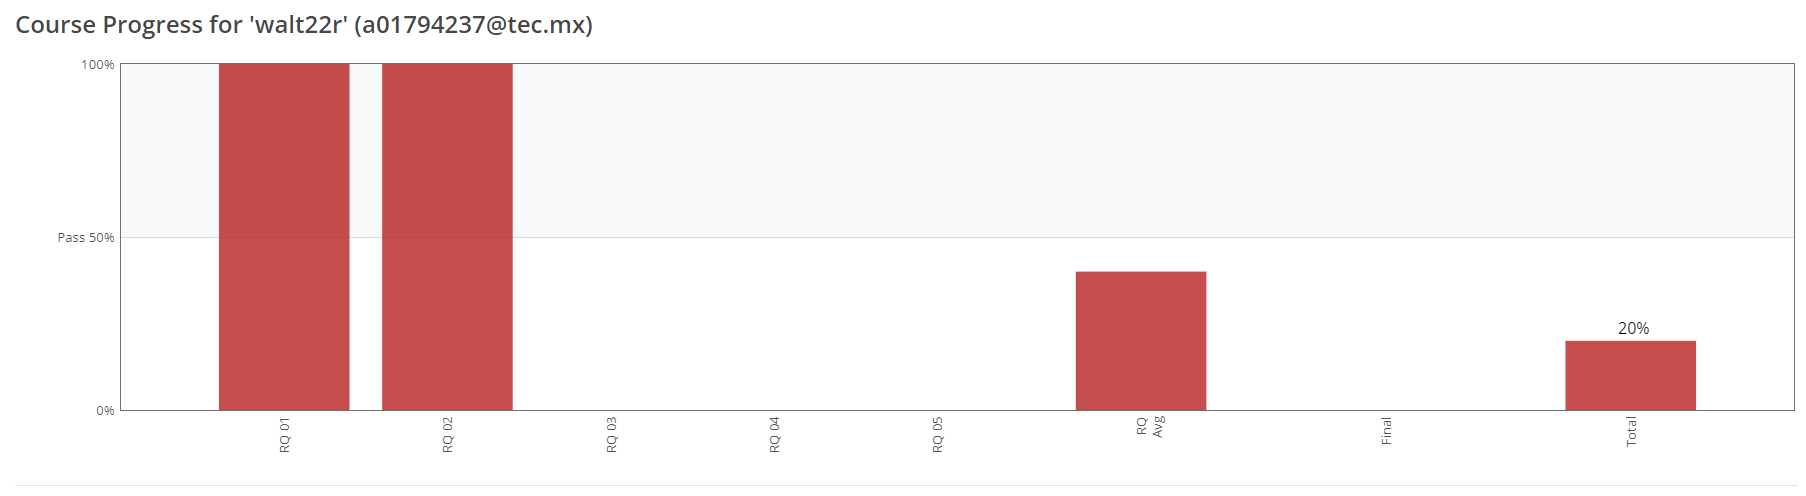 Course Progress for 'walt22r' (a01794237@tec.mx)
100%
Pass 50%
0%
20%
RQ 01
RQ 02
RQ 03
RQ 04
RQ 05
RQ
Avg
Final
Total